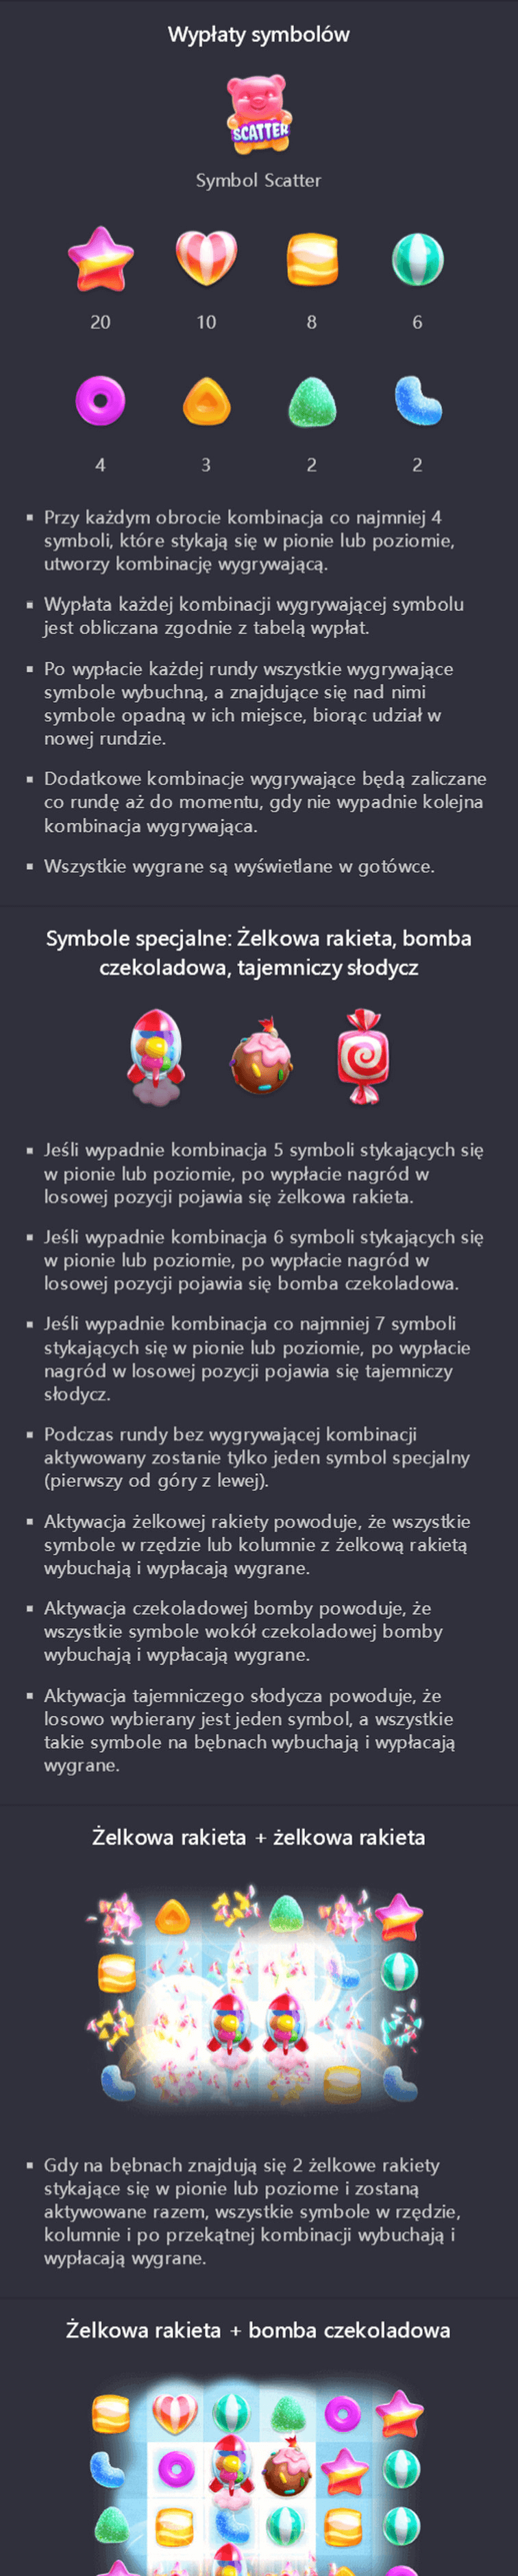 Wypłaty symbolów
SCATTER
Symbol Scatter
20 10 8 6
4 3 2 2
▪ Przy każdym obrocie kombinacja co najmniej 4
symboli, które stykają się w pionie lub poziomie,
utworzy kombinację wygrywającą.
▪ Wypłata każdej kombinacji wygrywającej symbolu
jest obliczana zgodnie z tabelą wypłat.
▪ Po wypłacie każdej rundy wszystkie wygrywające
symbole wybuchną, a znajdujące się nad nimi
symbole opadną w ich miejsce, biorąc udział w
nowej rundzie.
▪ Dodatkowe kombinacje wygrywające będą zaliczane
co rundę aż do momentu, gdy nie wypadnie kolejna
kombinacja wygrywająca.
▪ Wszystkie wygrane są wyświetlane w gotówce.
Symbole specjalne: Żelkowa rakieta, bomba
czekoladowa, tajemniczy słodycz
▪ Jeśli wypadnie kombinacja 5 symboli stykających się
w pionie lub poziomie, po wypłacie nagród w
losowej pozycji pojawia się żelkowa rakieta.
▪ Jeśli wypadnie kombinacja 6 symboli stykających się
w pionie lub poziomie, po wypłacie nagród w
losowej pozycji pojawia się bomba czekoladowa.
▪ Jeśli wypadnie kombinacja co najmniej 7 symboli
stykających się w pionie lub poziomie, po wypłacie
nagród w losowej pozycji pojawia się tajemniczy
słodycz.
▪ Podczas rundy bez wygrywającej kombinacji
aktywowany zostanie tylko jeden symbol specjalny
(pierwszy od góry z lewej).
▪ Aktywacja żelkowej rakiety powoduje, że wszystkie
symbole w rzędzie lub kolumnie z żelkową rakietą
wybuchają i wypłacają wygrane.
▪ Aktywacja czekoladowej bomby powoduje, że
wszystkie symbole wokół czekoladowej bomby
wybuchają i wypłacają wygrane.
▪ Aktywacja tajemniczego słodycza powoduje, że
losowo wybierany jest jeden symbol, a wszystkie
takie symbole na bębnach wybuchają i wypłacają
wygrane.
Żelkowa rakieta + żelkowa rakieta
▪ Gdy na bębnach znajdują się 2 żelkowe rakiety
stykające się w pionie lub poziome i zostaną
aktywowane razem, wszystkie symbole w rzędzie,
kolumnie i po przekątnej kombinacji wybuchają i
wypłacają wygrane.
Żelkowa rakieta + bomba czekoladowa